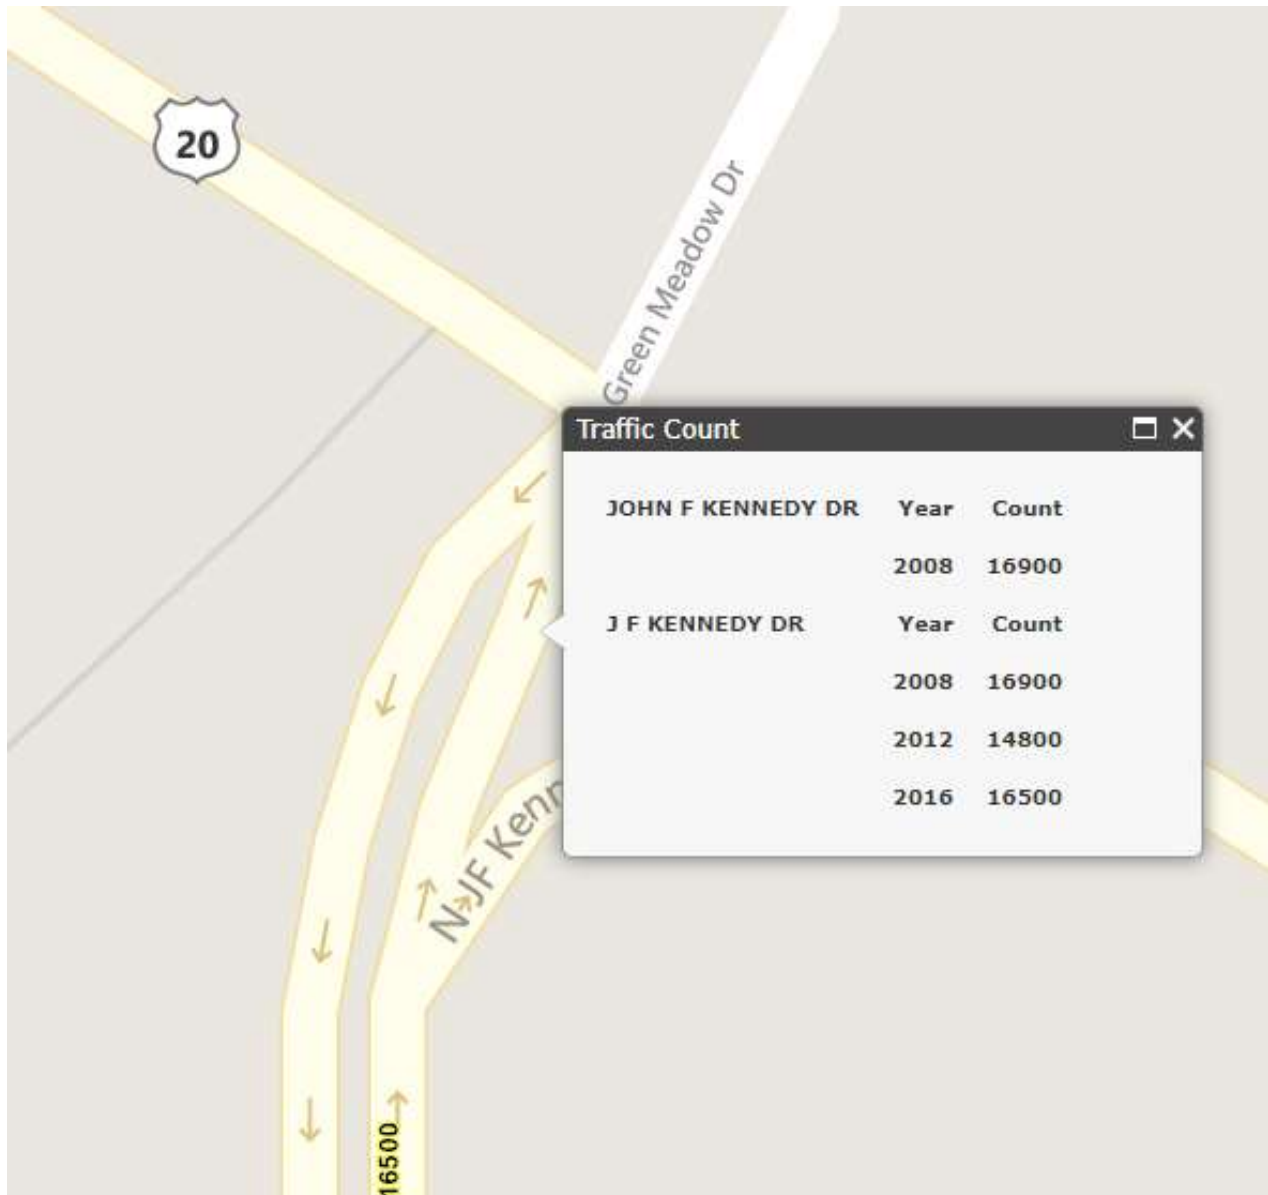 20
Green Meadow Dr
Traffic Count
JOHN F KENNEDY DR Year Count
2008 16900
J F KENNEDY DR Year Count
2008 16900
2012 14800
2016 16500
N JF Kenn
16500